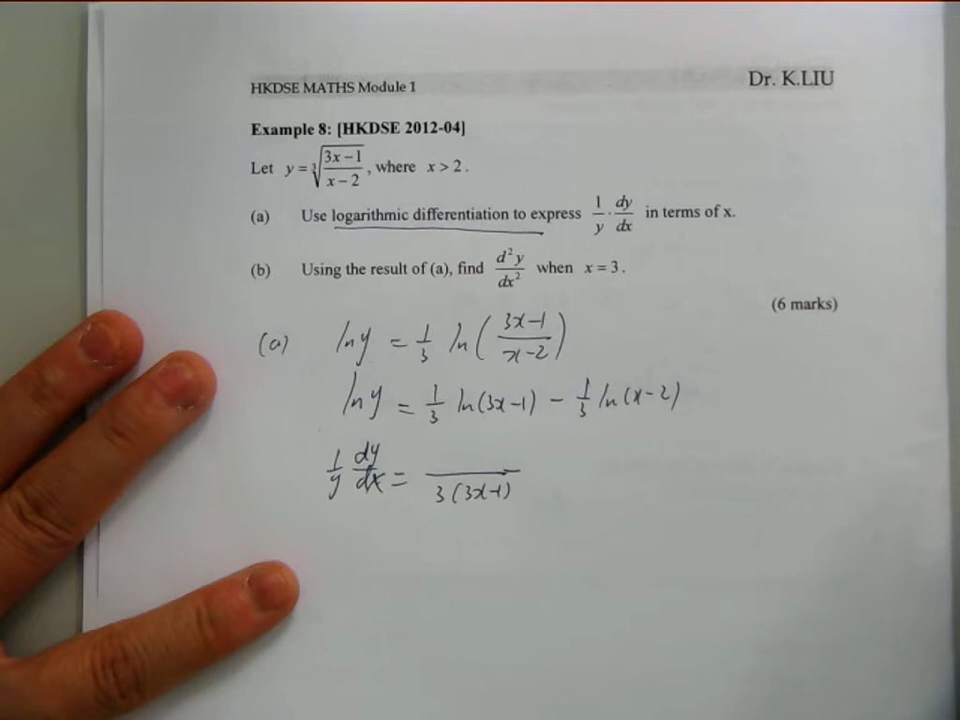 HKDSE MATHS Module 1 Dr. K.LIU
Example 8: [HKDSE 2012-04]
Let y = ∛((3x−1)/(x−2)), where x > 2.
(a) Use logarithmic differentiation to express 1/y · dy/dx in terms of x.
(b) Using the result of (a), find d²y/dx² when x = 3.
(6 marks)
(a) ln y = 1/3 ln((3x−1)/(x−2))
ln y = 1/3 ln(3x−1) − 1/3 ln(x−2)
1/y dy/dx = /3(3x−1)